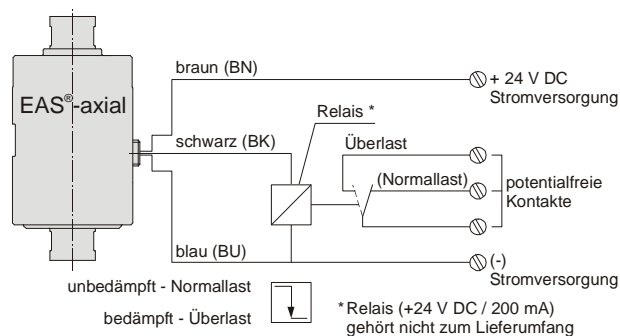 EAS®-axial
braun (BN)
+ 24 V DC
Stromversorgung
Relais *
schwarz (BK)
Überlast
(Normallast)
potentialfreie
Kontakte
blau (BU)
(-)
Stromversorgung
unbedämpft - Normallast
bedämpft - Überlast
* Relais (+24 V DC / 200 mA)
gehört nicht zum Lieferumfang